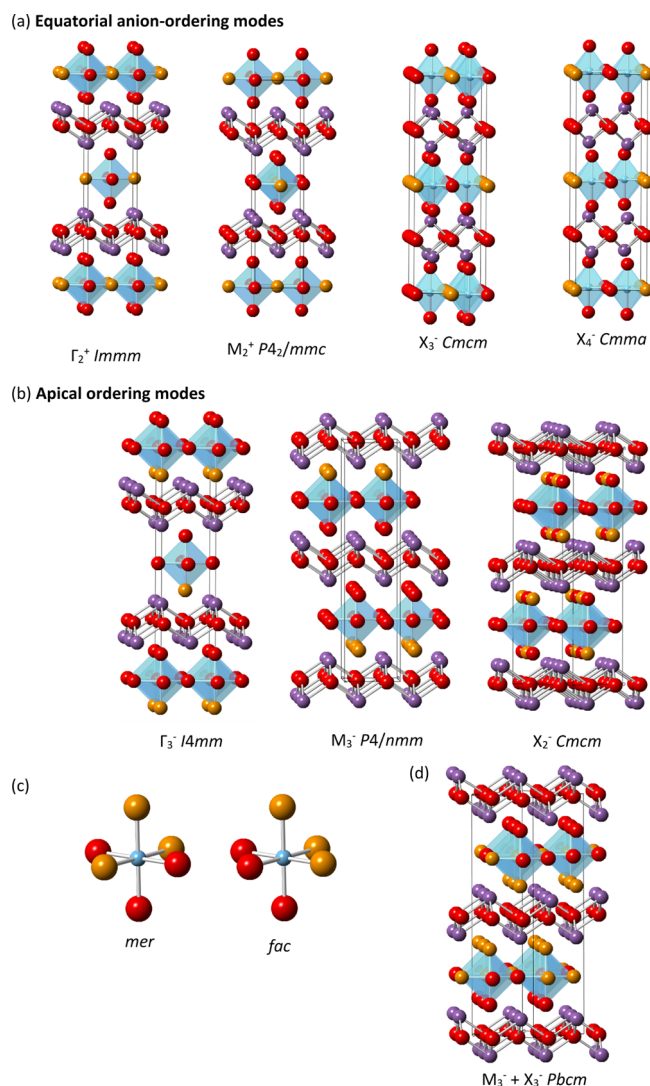 (a) Equatorial anion-ordering modes
Γ₂⁺ Immm
M₂⁺ P4₂/mmc
X₃⁻ Cmcm
X₄⁻ Cmma
(b) Apical ordering modes
Γ₃⁻ I4mm
M₃⁻ P4/nmm
X₂⁻ Cmcm
(c)
mer
fac
(d)
M₃⁻ + X₃⁻ Pbcm